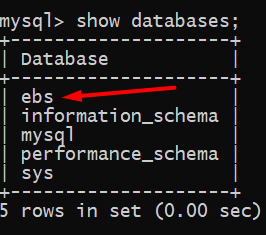 mysql> show databases;
+--------------------+
| Database           |
+--------------------+
| ebs                |
| information_schema |
| mysql              |
| performance_schema |
| sys                |
+--------------------+
5 rows in set (0.00 sec)